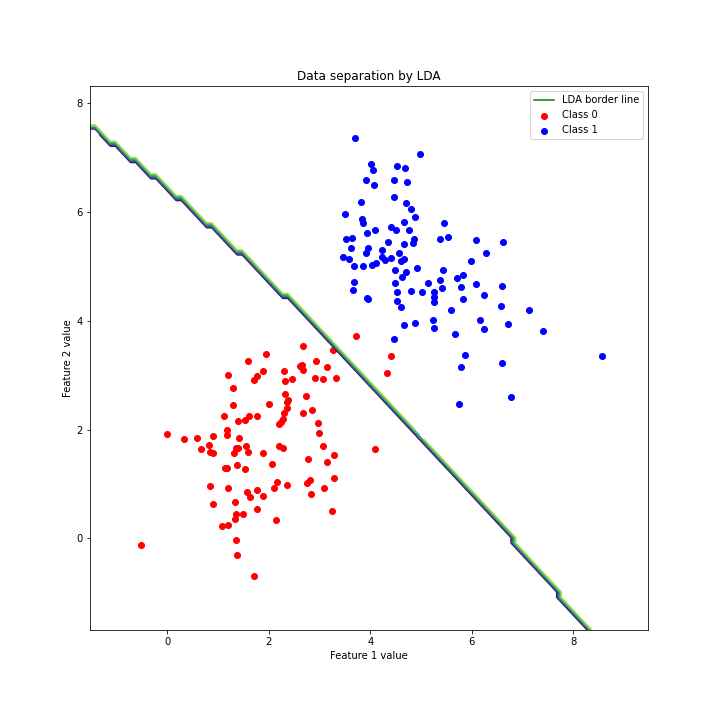 Data separation by LDA
LDA border line
Class 0
Class 1
8
6
4
2
0
Feature 2 value
0 2 4 6 8
Feature 1 value